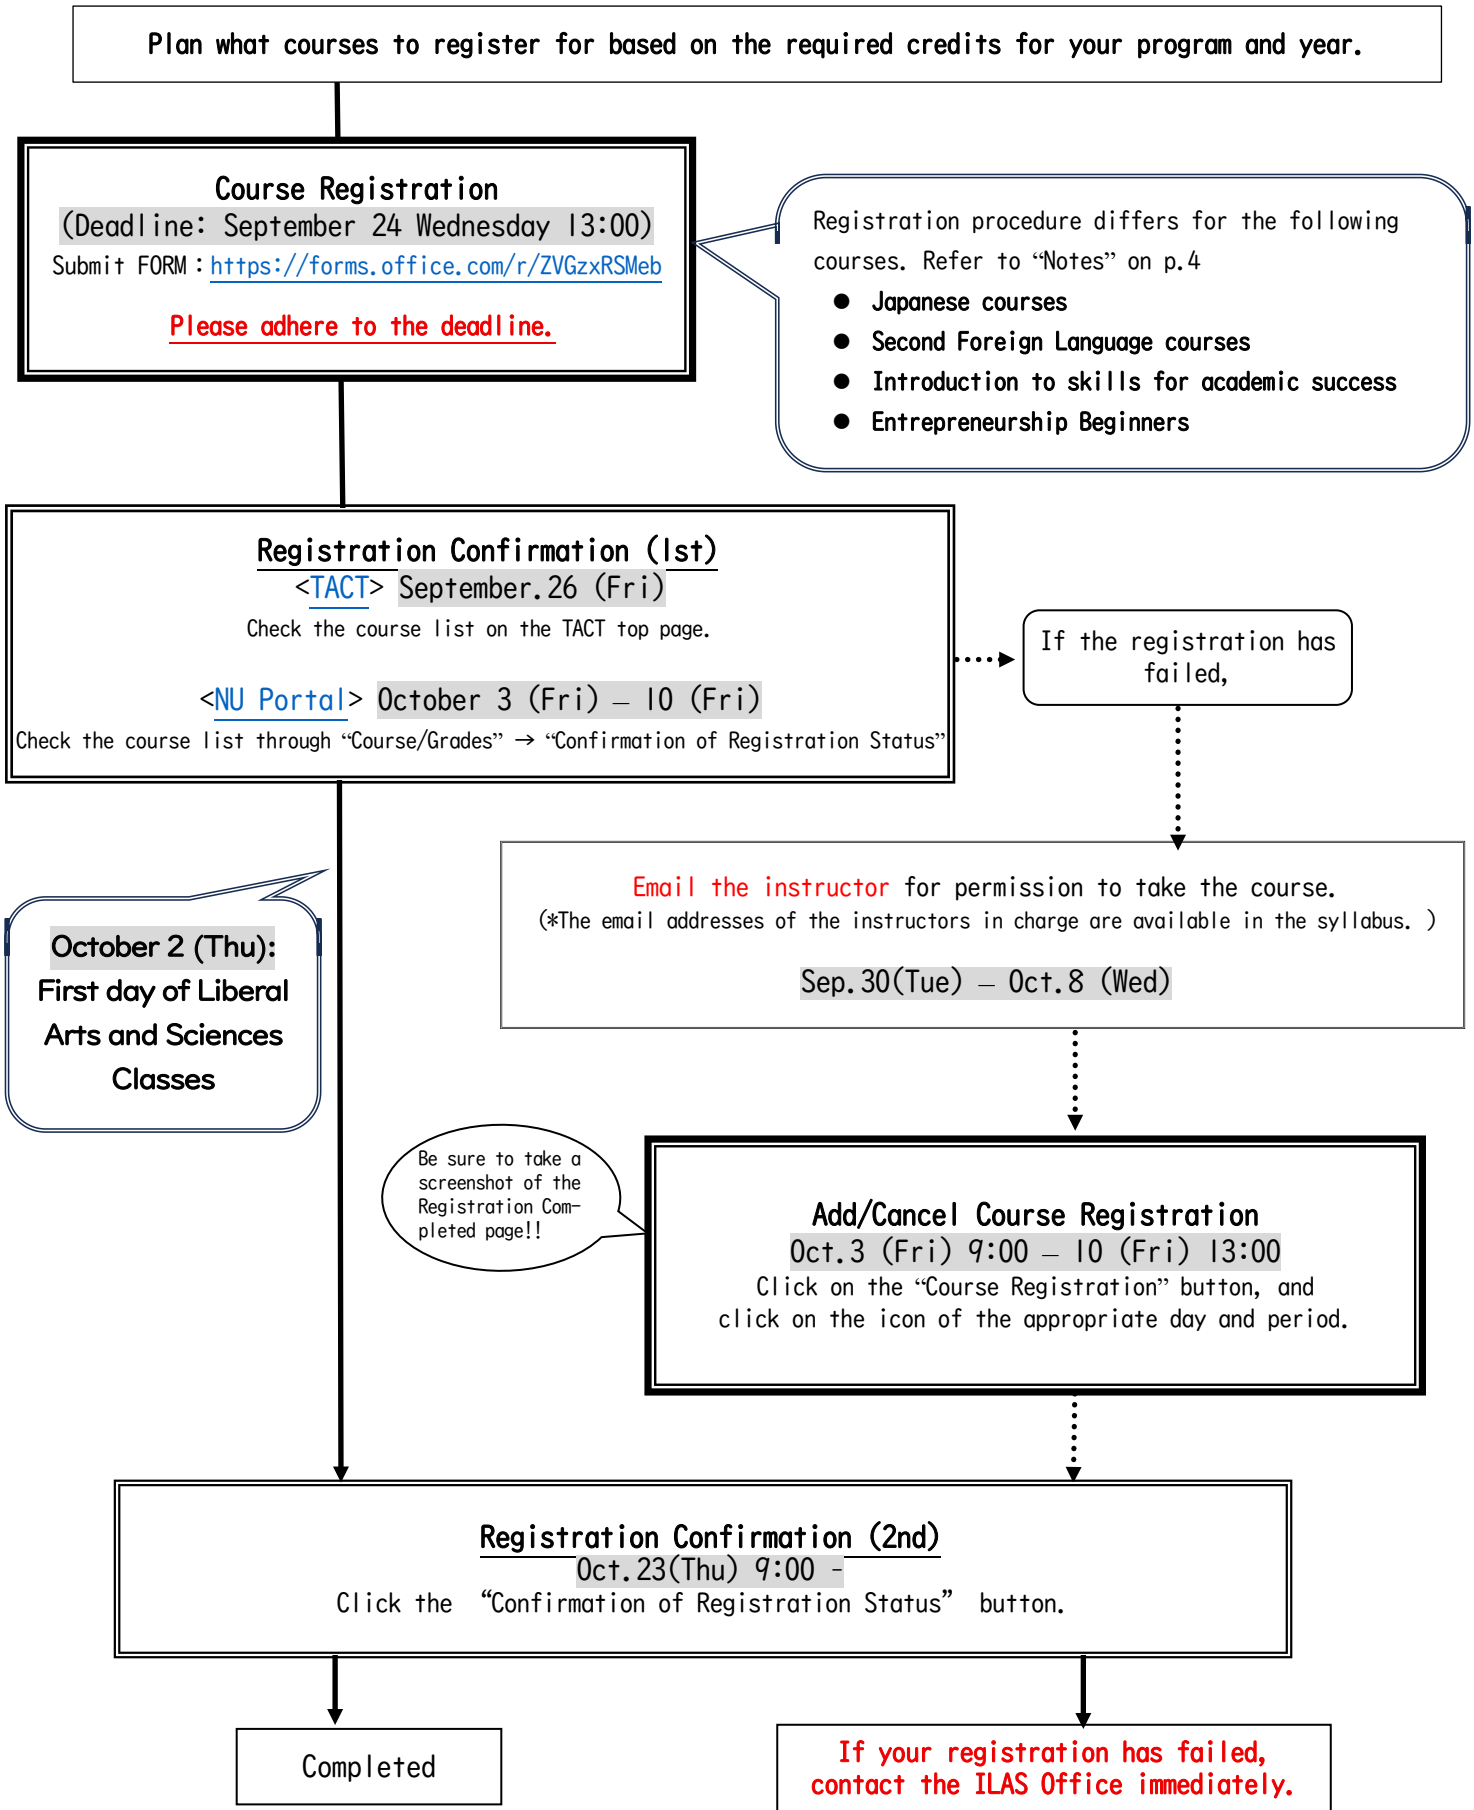 Plan what courses to register for based on the required credits for your program and year.
Course Registration
(Deadline: September 24 Wednesday 13:00)
Submit FORM：https://forms.office.com/r/ZVGzxRSMeb
Please adhere to the deadline.
Registration procedure differs for the following
courses. Refer to “Notes” on p.4
● Japanese courses
● Second Foreign Language courses
● Introduction to skills for academic success
● Entrepreneurship Beginners
Registration Confirmation (1st)
<TACT> September.26 (Fri)
Check the course list on the TACT top page.
<NU Portal> October 3 (Fri) – 10 (Fri)
Check the course list through “Course/Grades” → “Confirmation of Registration Status”
If the registration has
failed,
Email the instructor for permission to take the course.
(*The email addresses of the instructors in charge are available in the syllabus. )
Sep.30(Tue) – Oct.8 (Wed)
October 2 (Thu):
First day of Liberal
Arts and Sciences
Classes
Be sure to take a
screenshot of the
Registration Com-
pleted page!!
Add/Cancel Course Registration
Oct.3 (Fri) 9:00 – 10 (Fri) 13:00
Click on the “Course Registration” button, and
click on the icon of the appropriate day and period.
Registration Confirmation (2nd)
Oct.23(Thu) 9:00 -
Click the “Confirmation of Registration Status” button.
Completed
If your registration has failed,
contact the ILAS Office immediately.